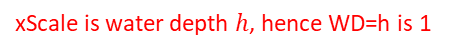 xScale is water depth h, hence WD=h is 1